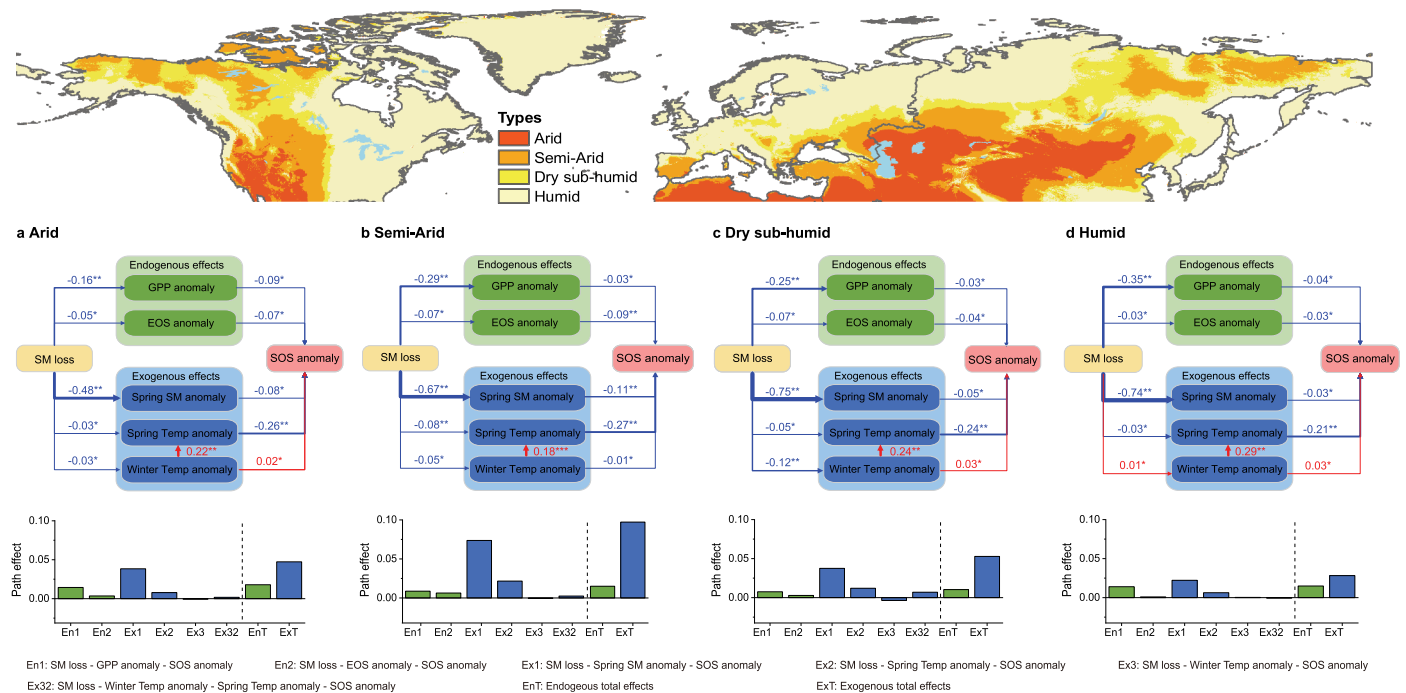 Types
Arid
Semi-Arid
Dry sub-humid
Humid
a Arid
Endogenous effects
-0.16** GPP anomaly -0.09*
-0.05* EOS anomaly -0.07*
SM loss SOS anomaly
Exogenous effects
-0.48** Spring SM anomaly -0.08*
-0.03* Spring Temp anomaly -0.26**
0.22**
-0.03* Winter Temp anomaly 0.02*
b Semi-Arid
Endogenous effects
-0.29** GPP anomaly -0.03*
-0.07* EOS anomaly -0.09**
SM loss SOS anomaly
Exogenous effects
-0.67** Spring SM anomaly -0.11**
-0.08** Spring Temp anomaly -0.27**
0.18***
-0.05* Winter Temp anomaly -0.01*
c Dry sub-humid
Endogenous effects
-0.25** GPP anomaly -0.03*
-0.07* EOS anomaly -0.04*
SM loss SOS anomaly
Exogenous effects
-0.75** Spring SM anomaly -0.05*
-0.05* Spring Temp anomaly -0.24**
0.24**
-0.12** Winter Temp anomaly 0.03*
d Humid
Endogenous effects
-0.35** GPP anomaly -0.04*
-0.03* EOS anomaly -0.03*
SM loss SOS anomaly
Exogenous effects
-0.74** Spring SM anomaly -0.03*
-0.03* Spring Temp anomaly -0.21**
0.29**
0.01* Winter Temp anomaly 0.03*
Path effect
0.10
0.05
0.00
En1 En2 Ex1 Ex2 Ex3 Ex32 EnT ExT
Path effect
0.10
0.05
0.00
En1 En2 Ex1 Ex2 Ex3 Ex32 EnT ExT
Path effect
0.10
0.05
0.00
En1 En2 Ex1 Ex2 Ex3 Ex32 EnT ExT
Path effect
0.10
0.05
0.00
En1 En2 Ex1 Ex2 Ex3 Ex32 EnT ExT
En1: SM loss - GPP anomaly - SOS anomaly
En2: SM loss - EOS anomaly - SOS anomaly
Ex1: SM loss - Spring SM anomaly - SOS anomaly
Ex2: SM loss - Spring Temp anomaly - SOS anomaly
Ex3: SM loss - Winter Temp anomaly - SOS anomaly
Ex32: SM loss - Winter Temp anomaly - Spring Temp anomaly - SOS anomaly
EnT: Endogeous total effects
ExT: Exogenous total effects